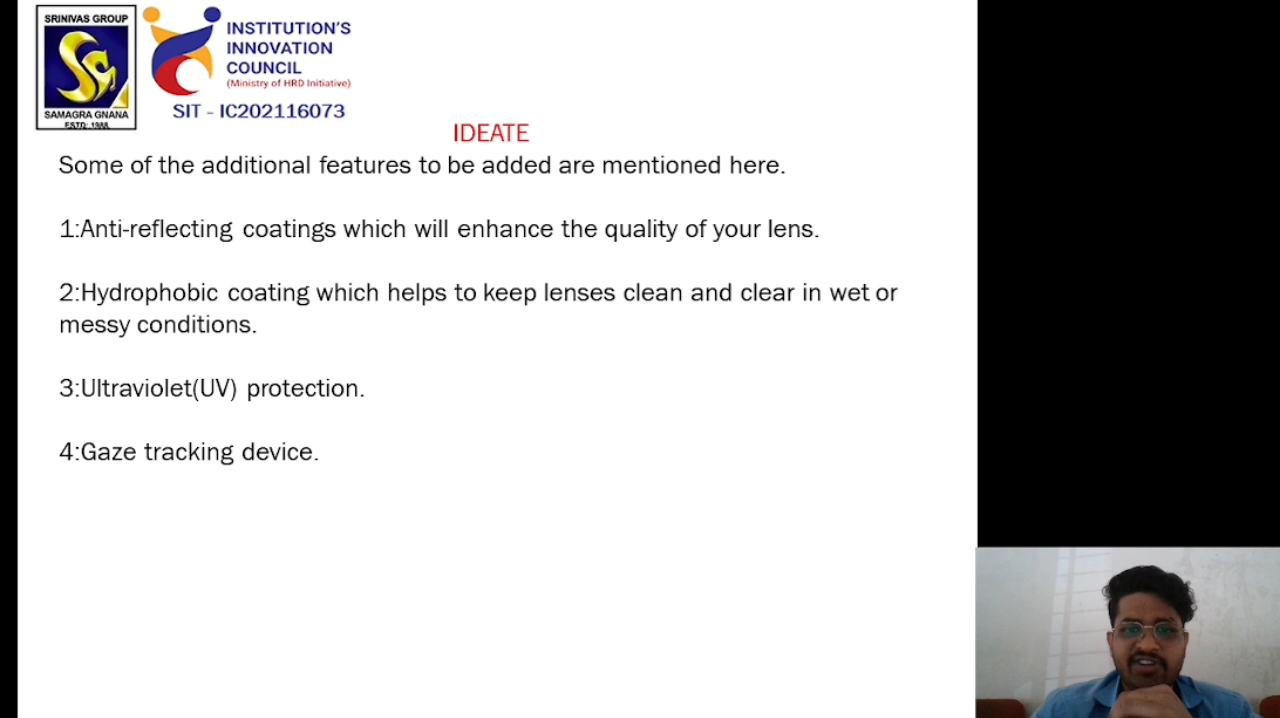 SRINIVAS GROUP
SAMAGRA GNANA
ESTD: 1988
INSTITUTION'S
INNOVATION
COUNCIL
(Ministry of HRD Initiative)
SIT - IC202116073
IDEATE
Some of the additional features to be added are mentioned here.
1:Anti-reflecting coatings which will enhance the quality of your lens.
2:Hydrophobic coating which helps to keep lenses clean and clear in wet or
messy conditions.
3:Ultraviolet(UV) protection.
4:Gaze tracking device.